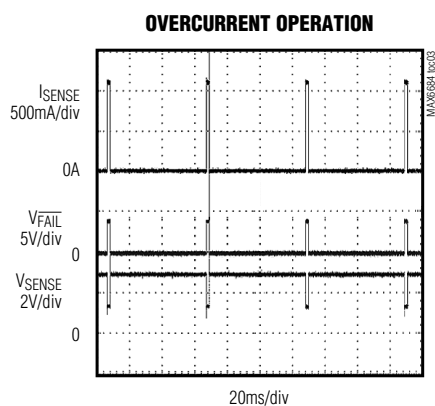 OVERCURRENT OPERATION
MAX6684 toc03
ISENSE
500mA/div
0A
VFAIL
5V/div
0
VSENSE
2V/div
0
20ms/div